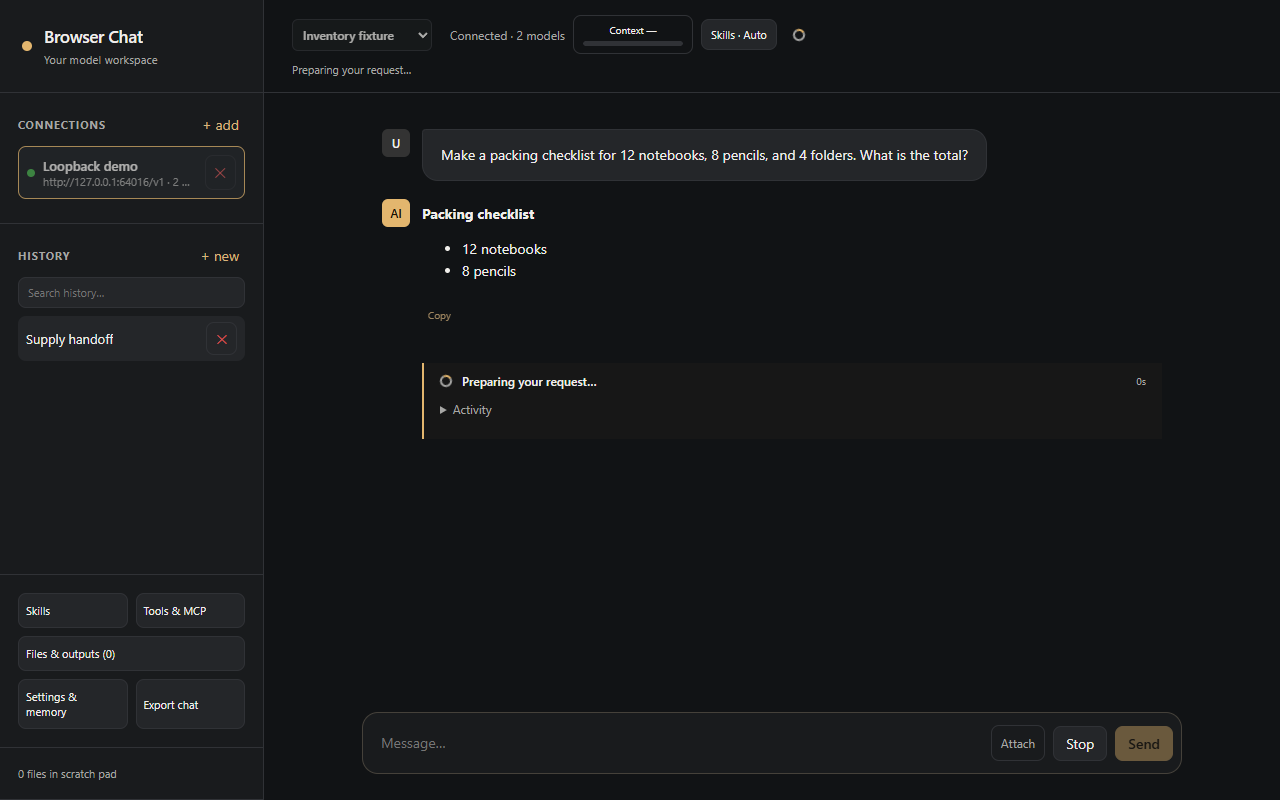 Browser Chat
Your model workspace
CONNECTIONS
+ add
Loopback demo
http://127.0.0.1:64016/v1 · 2 ...
HISTORY
+ new
Search history...
Supply handoff
Skills
Tools & MCP
Files & outputs (0)
Settings &
memory
Export chat
0 files in scratch pad
Inventory fixture
Connected · 2 models
Context —
Skills · Auto
Preparing your request...
U
Make a packing checklist for 12 notebooks, 8 pencils, and 4 folders. What is the total?
AI
Packing checklist
• 12 notebooks
• 8 pencils
Copy
Preparing your request...
0s
Activity
Message...
Attach
Stop
Send